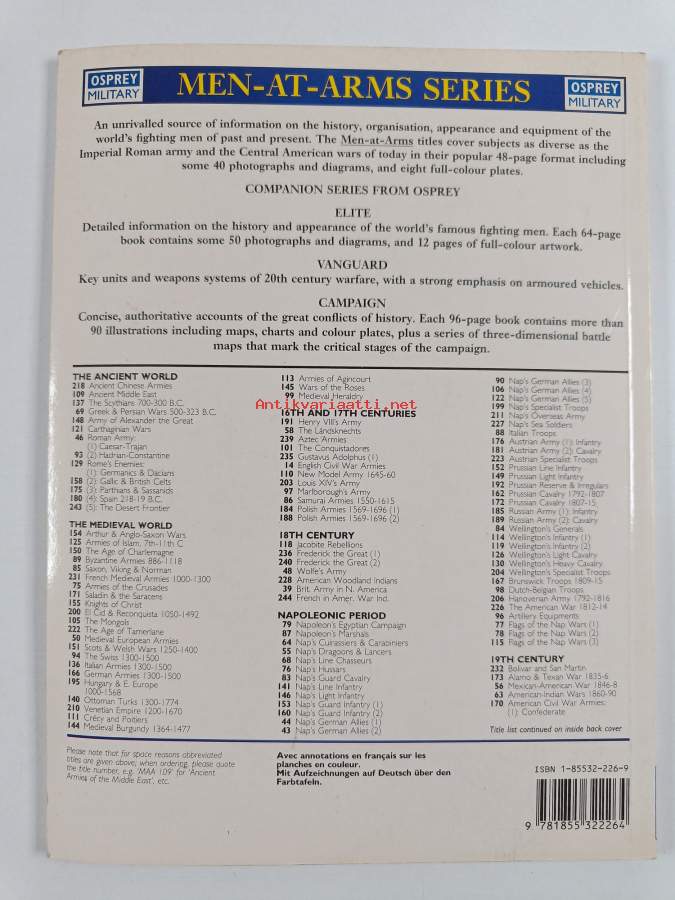 OSPREY
MILITARY
MEN-AT-ARMS SERIES
OSPREY
MILITARY
An unrivalled source of information on the history, organisation, appearance and equipment of the
world's fighting men of past and present. The Men-at-Arms titles cover subjects as diverse as the
Imperial Roman army and the Central American wars of today in their popular 48-page format including
some 40 photographs and diagrams, and eight full-colour plates.
COMPANION SERIES FROM OSPREY
ELITE
Detailed information on the history and appearance of the world's famous fighting men. Each 64-page
book contains some 50 photographs and diagrams, and 12 pages of full-colour artwork.
VANGUARD
Key units and weapons systems of 20th century warfare, with a strong emphasis on armoured vehicles.
CAMPAIGN
Concise, authoritative accounts of the great conflicts of history. Each 96-page book contains more than
90 illustrations including maps, charts and colour plates, plus a series of three-dimensional battle
maps that mark the critical stages of the campaign.
THE ANCIENT WORLD
218 Ancient Chinese Armies
109 Ancient Middle East
137 The Scythians 700-300 B.C.
69 Greek & Persian Wars 500-323 B.C.
148 Army of Alexander the Great
121 Carthaginian Wars
46 Roman Army:
(1) Caesar-Trajan
93 (2) Hadrian-Constantine
129 Rome's Enemies:
(1): Germanics & Dacians
158 (2): Gallic & British Celts
175 (3): Parthians & Sassanids
180 (4): Spain 218-19 B.C.
243 (5): The Desert Frontier
THE MEDIEVAL WORLD
154 Arthur & Anglo-Saxon Wars
125 Armies of Islam, 7th-11th C
150 The Age of Charlemagne
89 Byzantine Armies 886-1118
85 Saxon, Viking & Norman
231 French Medieval Armies 1000-1300
75 Armies of the Crusades
171 Saladin & the Saracens
155 Knights of Christ
200 El Cid & Reconquista 1050-1492
105 The Mongols
222 The Age of Tamerlane
50 Medieval European Armies
151 Scots & Welsh Wars 1250-1400
94 The Swiss 1300-1500
136 Italian Armies 1300-1500
166 German Armies 1300-1500
195 Hungary & E. Europe
1000-1568
140 Ottoman Turks 1300-1774
210 Venetian Empire 1200-1670
111 Crécy and Poitiers
144 Medieval Burgundy 1364-1477
113 Armies of Agincourt
145 Wars of the Roses
99 Medieval Heraldry
16TH AND 17TH CENTURIES
191 Henry VIII's Army
58 The Landsknechts
239 Aztec Armies
101 The Conquistadores
235 Gustavus Adolphus (1)
14 English Civil War Armies
110 New Model Army 1645-60
203 Louis XIV's Army
97 Marlborough's Army
86 Samurai Armies 1550-1615
184 Polish Armies 1569-1696 (1)
188 Polish Armies 1569-1696 (2)
18TH CENTURY
118 Jacobite Rebellions
236 Frederick the Great (1)
240 Frederick the Great (2)
48 Wolfe's Army
228 American Woodland Indians
39 Brit. Army in N. America
244 French in Amer. War Ind.
NAPOLEONIC PERIOD
79 Napoleon's Egyptian Campaign
87 Napoleon's Marshals
64 Nap's Cuirassiers & Carabiniers
55 Nap's Dragoons & Lancers
68 Nap's Line Chasseurs
76 Nap's Hussars
83 Nap's Guard Cavalry
141 Nap's Line Infantry
146 Nap's Light Infantry
153 Nap's Guard Infantry (1)
160 Nap's Guard Infantry (2)
44 Nap's German Allies (1)
43 Nap's German Allies (2)
90 Nap's German Allies (3)
106 Nap's German Allies (4)
122 Nap's German Allies (5)
199 Nap's Specialist Troops
211 Nap's Overseas Army
227 Nap's Sea Soldiers
88 Italian Troops
176 Austrian Army (1): Infantry
181 Austrian Army (2): Cavalry
223 Austrian Specialist Troops
152 Prussian Line Infantry
149 Prussian Light Infantry
192 Prussian Reserve & Irregulars
162 Prussian Cavalry 1792-1807
172 Prussian Cavalry 1807-15
185 Russian Army (1): Infantry
189 Russian Army (2): Cavalry
84 Wellington's Generals
114 Wellington's Infantry (1)
119 Wellington's Infantry (2)
126 Wellington's Light Cavalry
130 Wellington's Heavy Cavalry
204 Wellington's Specialist Troops
167 Brunswick Troops 1809-15
98 Dutch-Belgian Troops
206 Hanoverian Army 1792-1816
226 The American War 1812-14
96 Artillery Equipments
77 Flags of the Nap Wars (1)
78 Flags of the Nap Wars (2)
115 Flags of the Nap Wars (3)
19TH CENTURY
232 Bolivar and San Martin
173 Alamo & Texan War 1835-6
56 Mexican-American War 1846-8
63 American-Indian Wars 1860-90
170 American Civil War Armies:
(1): Confederate
Title list continued on inside back cover
Antikvariaatti.net
Please note that for space reasons abbreviated
titles are given above; when ordering, please quote
the title number, e.g. 'MAA 109' for 'Ancient
Armies of the Middle East', etc.
Avec annotations en français sur les
planches en couleur.
Mit Aufzeichnungen auf Deutsch über den
Farbtafeln.
ISBN 1-85532-226-9
9 781855 322264